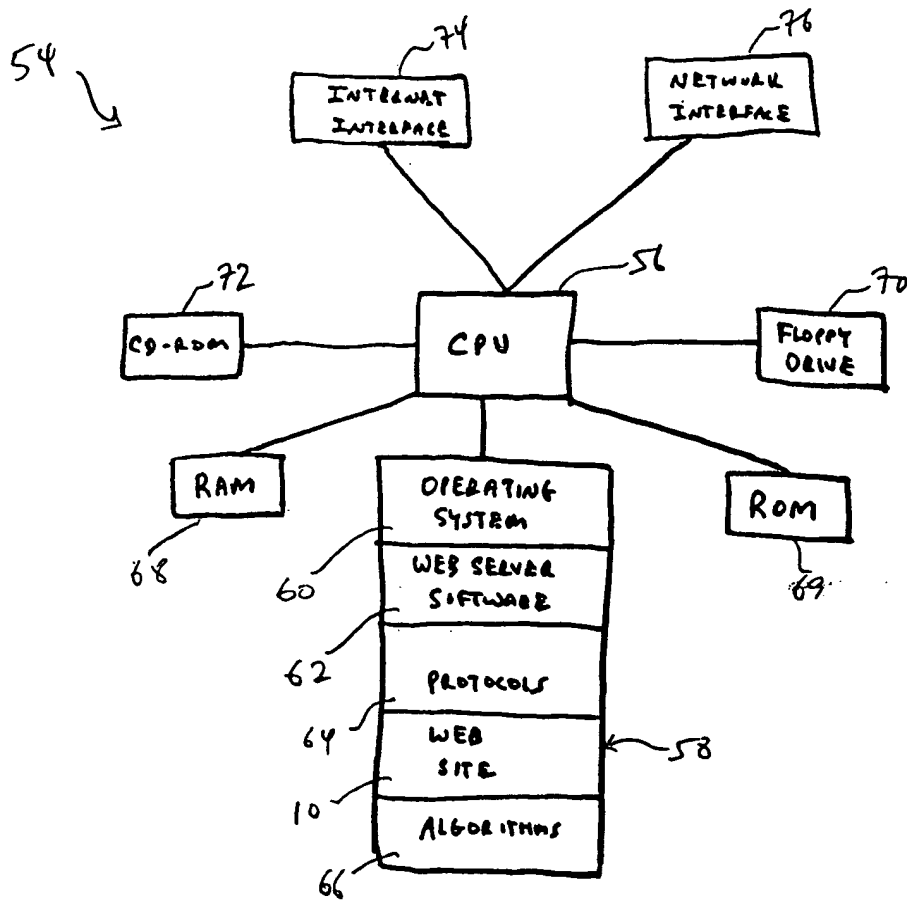 54
74
76
INTERNET
INTERFACE
NETWORK
INTERFACE
72
56
70
CD-ROM
CPU
FLOPPY
DRIVE
RAM
68
OPERATING
SYSTEM
60
ROM
69
WEB SERVER
SOFTWARE
62
PROTOCOLS
64
WEB
SITE
10
58
ALGORITHMS
66